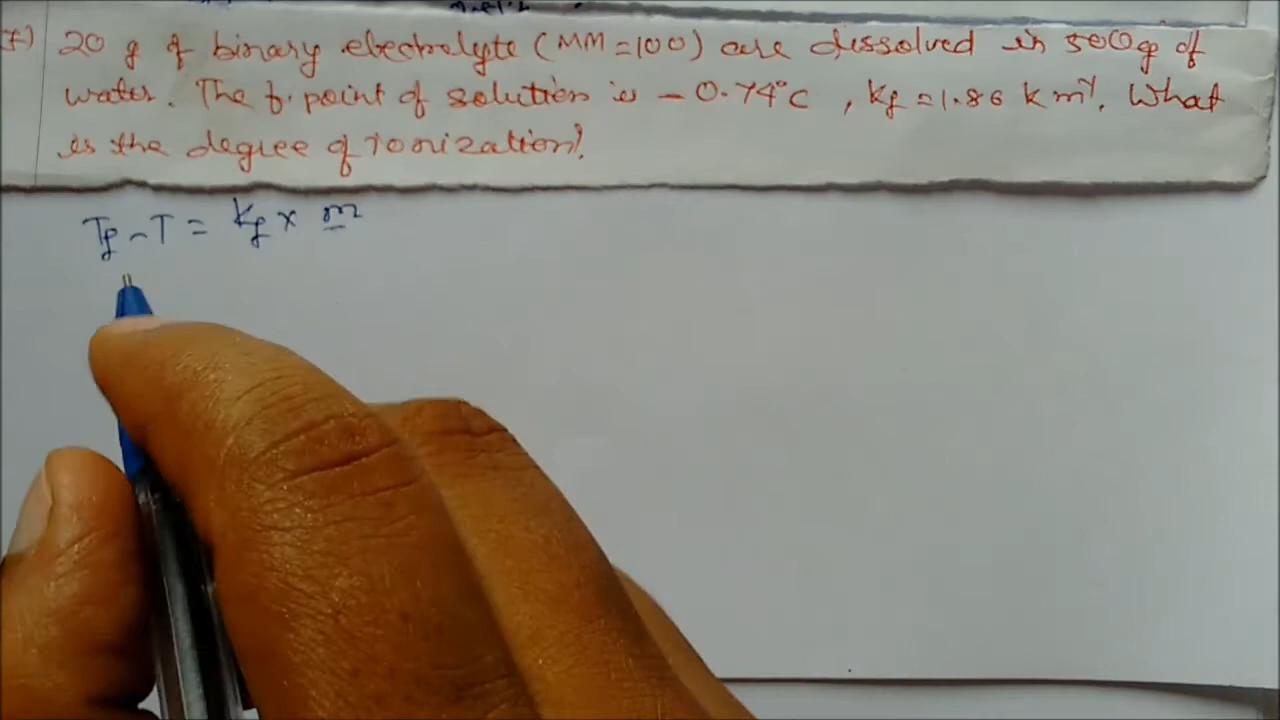 7) 20 g of binary electrolyte (MM=100) are dissolved in 500g of
water. The f. point of solution is -0.74°C, Kf =1.86 K m⁻¹. What
is the degree of ionization?
Tf - T = Kf x m